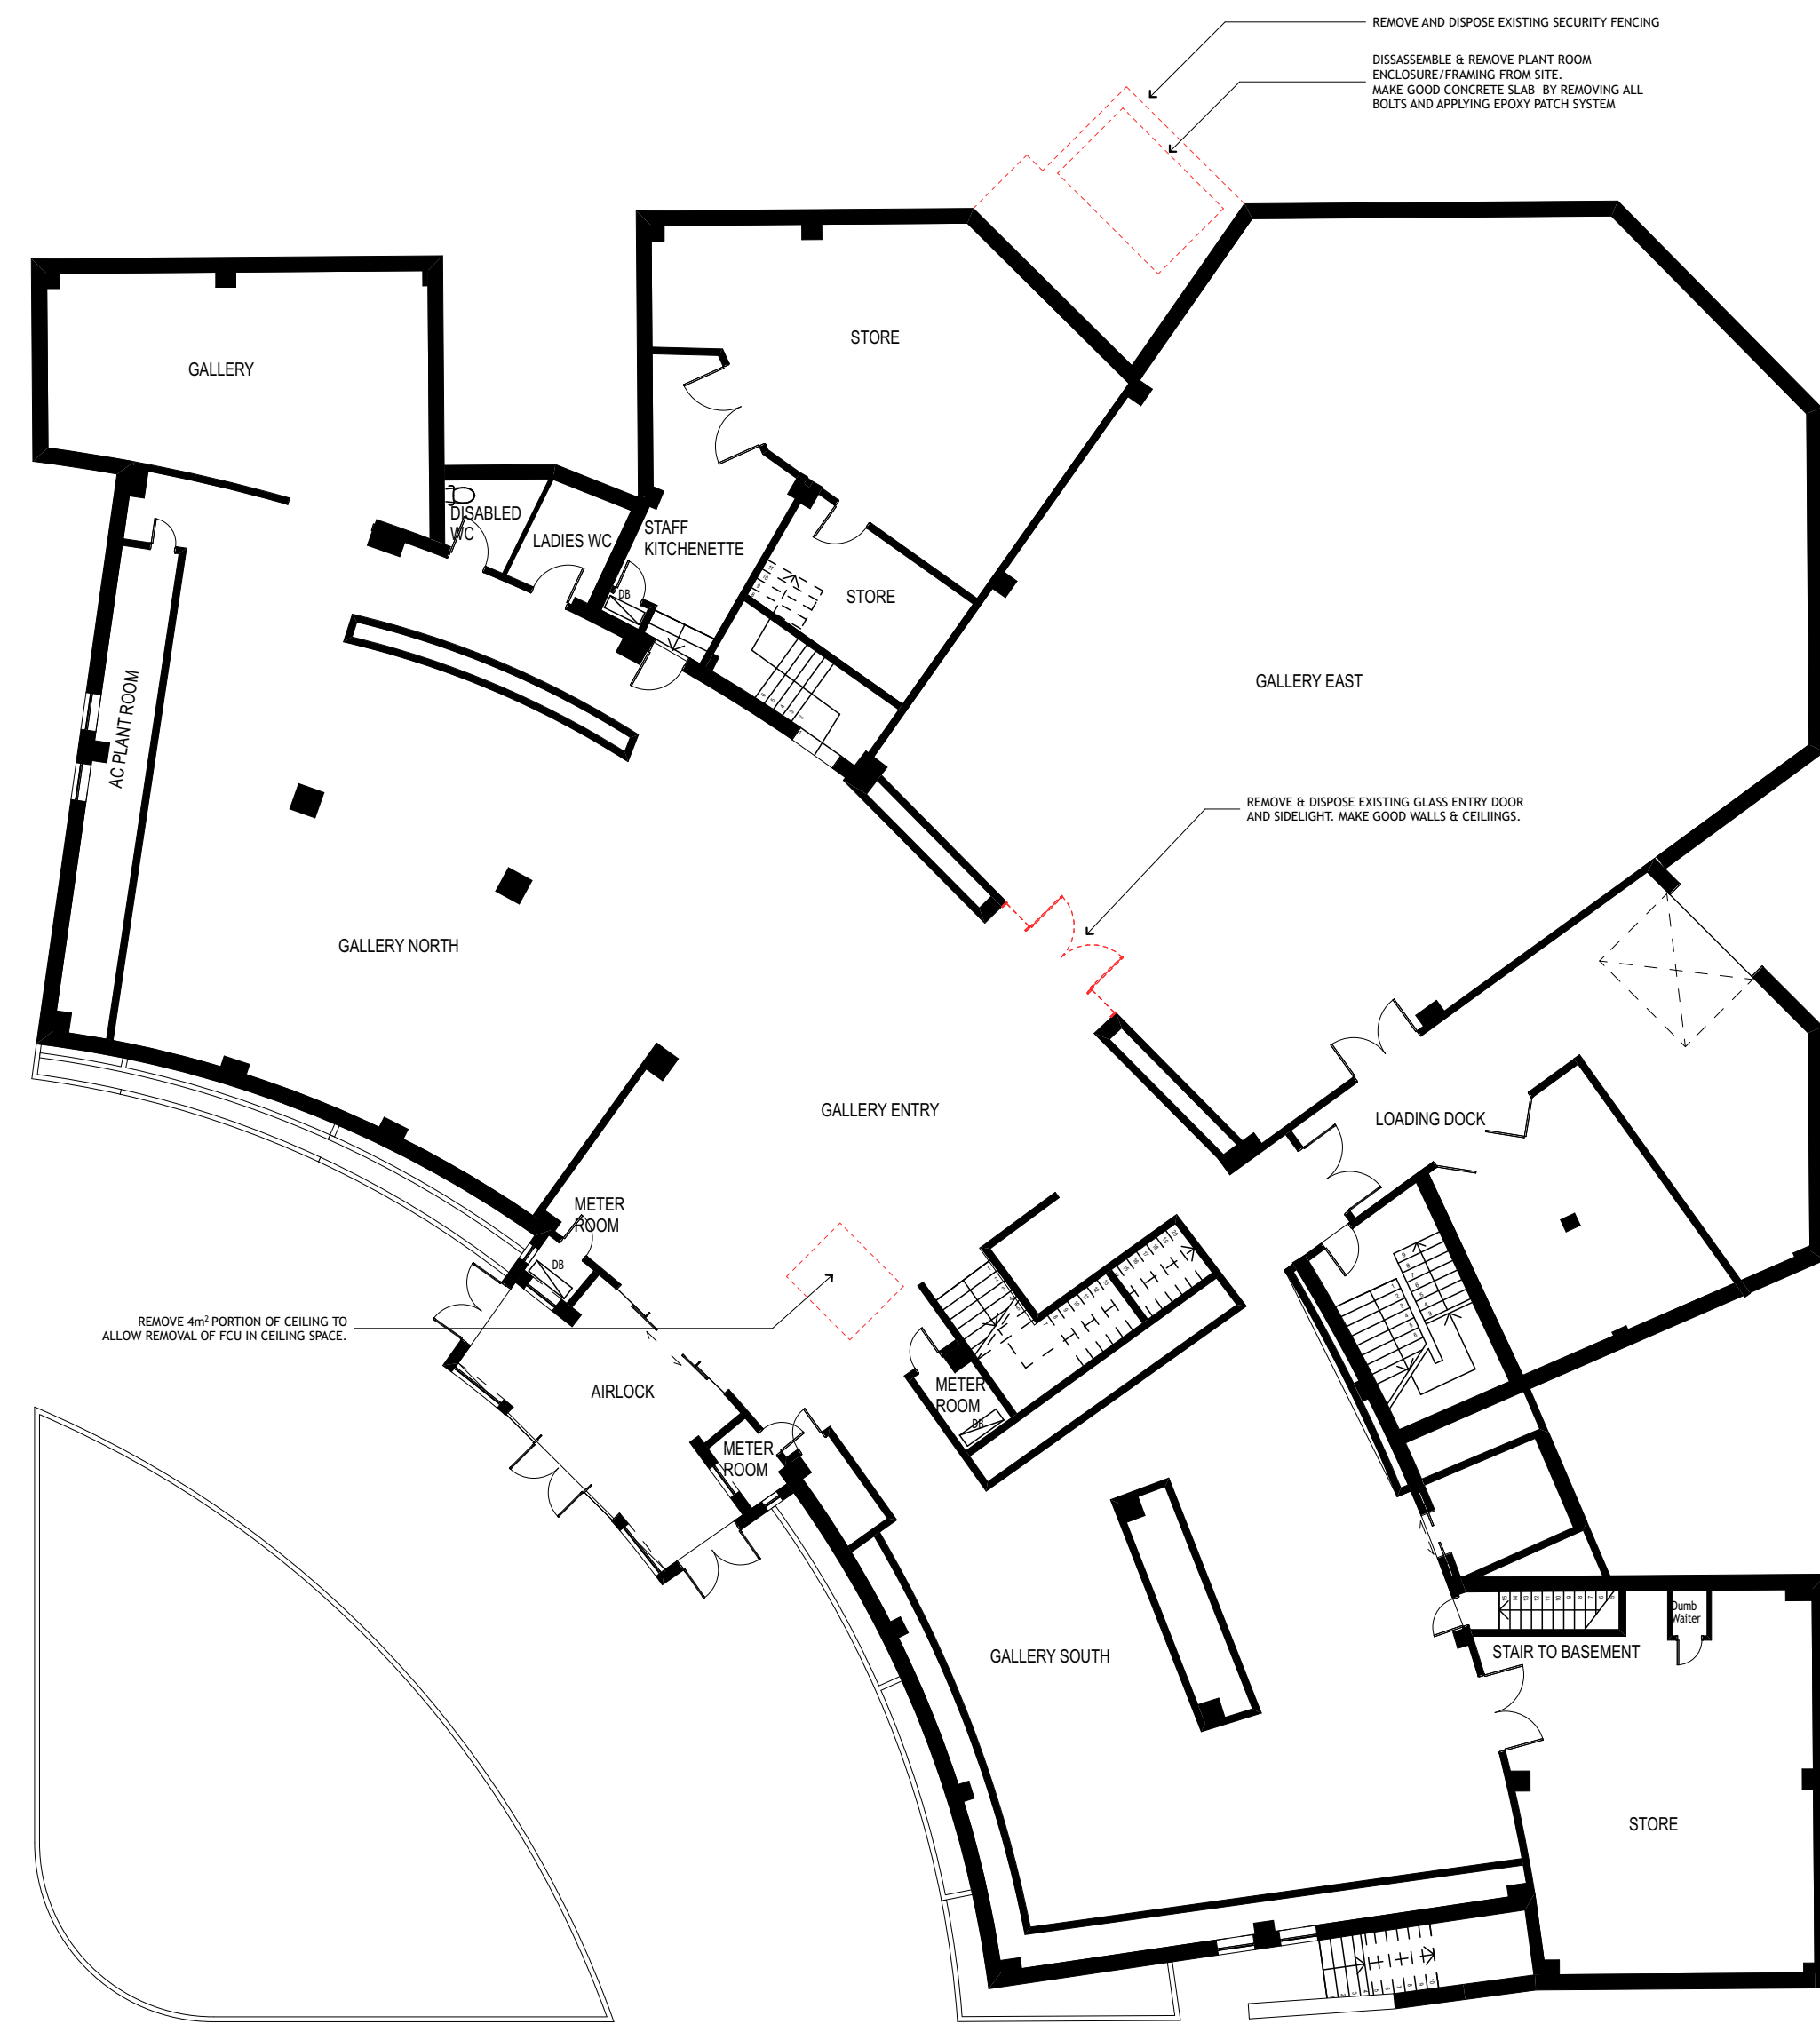 REMOVE AND DISPOSE EXISTING SECURITY FENCING
DISSASSEMBLE & REMOVE PLANT ROOM
ENCLOSURE/FRAMING FROM SITE.
MAKE GOOD CONCRETE SLAB BY REMOVING ALL
BOLTS AND APPLYING EPOXY PATCH SYSTEM
STORE
GALLERY
DISABLED
WC
LADIES WC
STAFF
KITCHENETTE
DB
STORE
GALLERY EAST
AC PLANT ROOM
REMOVE & DISPOSE EXISTING GLASS ENTRY DOOR
AND SIDELIGHT. MAKE GOOD WALLS & CEILIINGS.
GALLERY NORTH
GALLERY ENTRY
LOADING DOCK
METER
ROOM
DB
REMOVE 4m² PORTION OF CEILING TO
ALLOW REMOVAL OF FCU IN CEILING SPACE.
AIRLOCK
METER
ROOM
DB
METER
ROOM
Dumb
Waiter
STAIR TO BASEMENT
GALLERY SOUTH
STORE